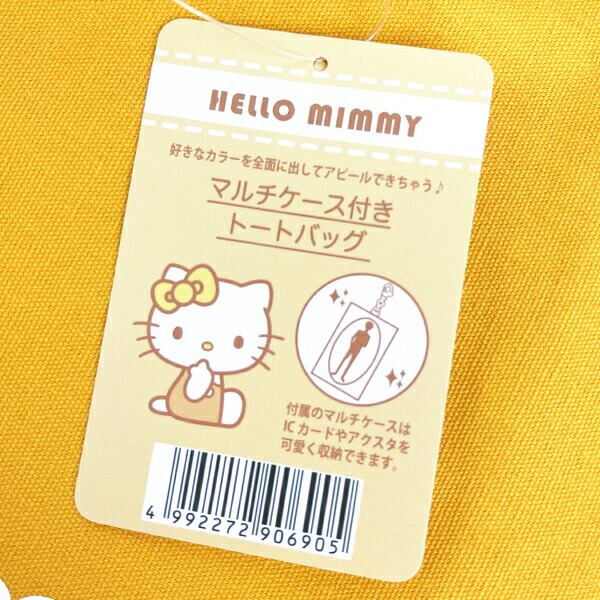 HELLO MIMMY
好きなカラーを全面に出してアピールできちゃう♪
マルチケース付き
トートバッグ
付属のマルチケースは
ICカードやアクスタを
可愛く収納できます。
4 992272 906905